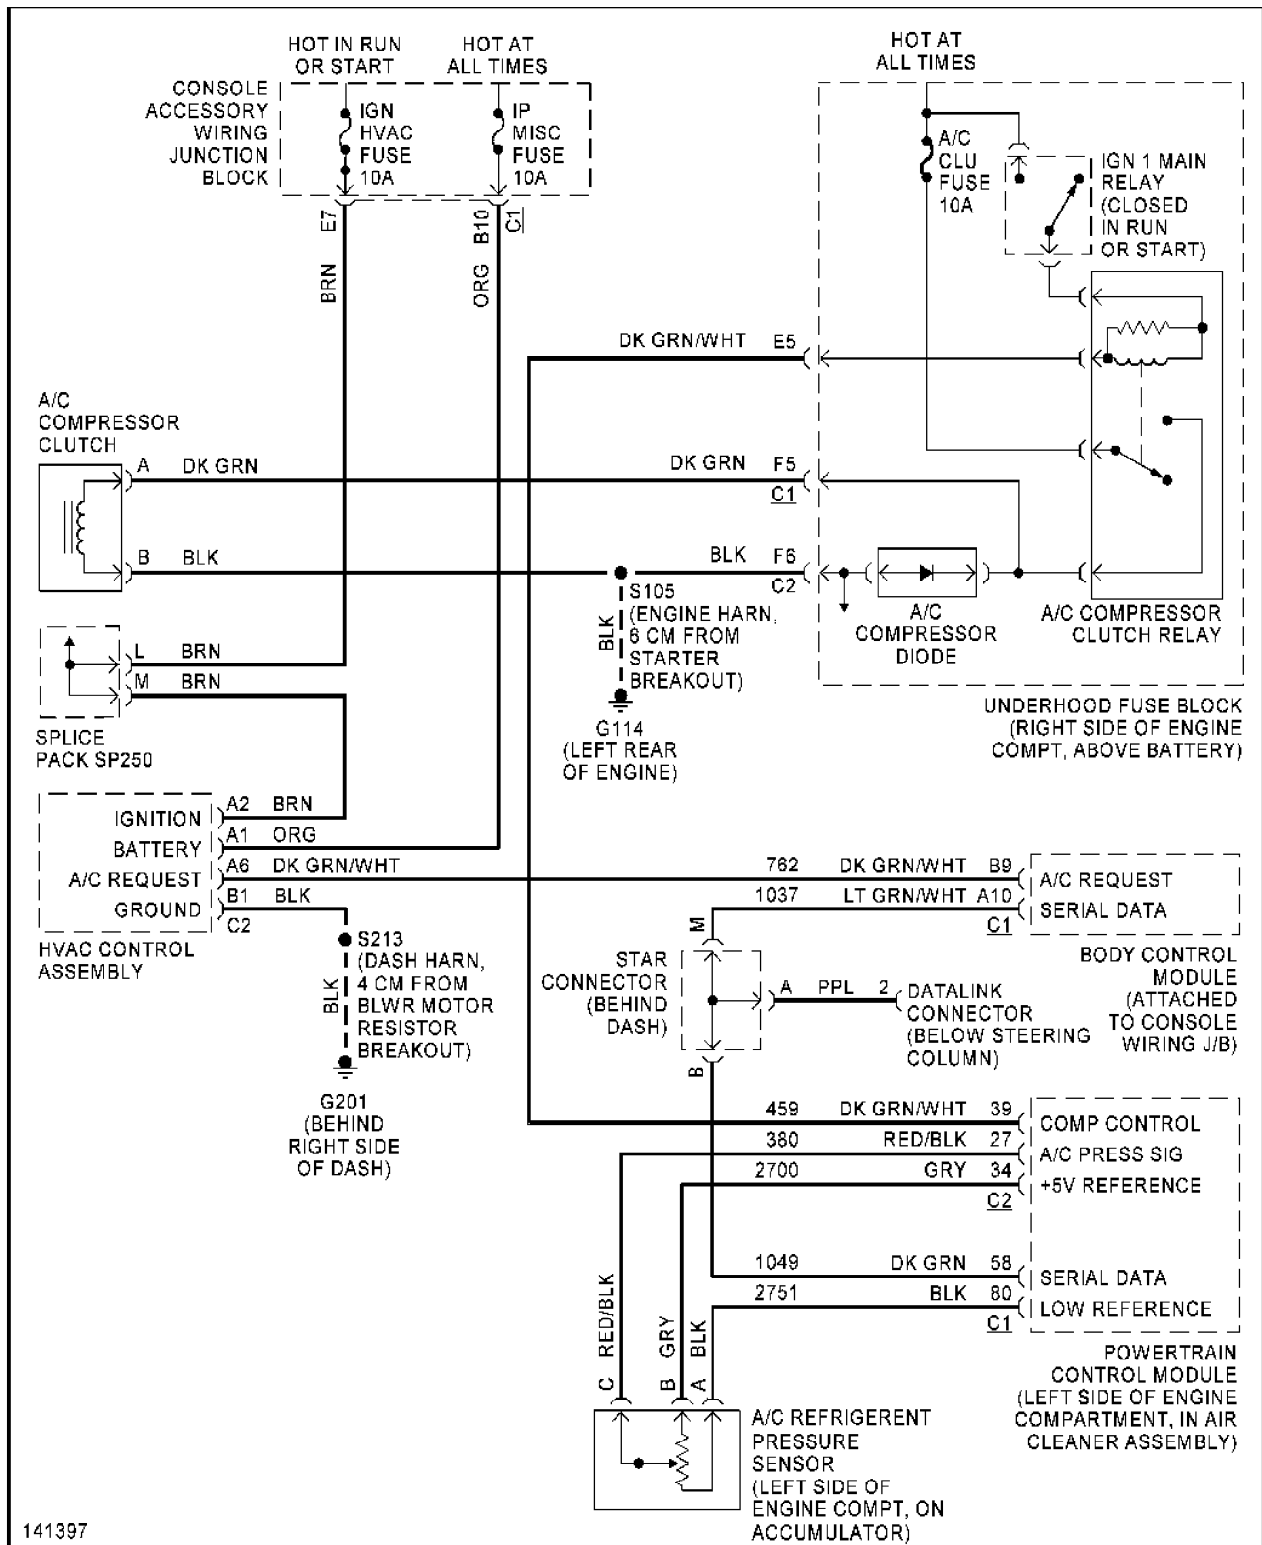 HOT IN RUN
OR START
HOT AT
ALL TIMES
HOT AT
ALL TIMES
CONSOLE
ACCESSORY
WIRING
JUNCTION
BLOCK
IGN
HVAC
FUSE
10A
IP
MISC
FUSE
10A
A/C
CLU
FUSE
10A
IGN 1 MAIN
RELAY
(CLOSED
IN RUN
OR START)
E7
B10
C1
BRN
ORG
DK GRN/WHT E5
A/C
COMPRESSOR
CLUTCH
A DK GRN
DK GRN F5
C1
B BLK
BLK F6
C2
S105
(ENGINE HARN,
6 CM FROM
STARTER
BREAKOUT)
BLK
G114
(LEFT REAR
OF ENGINE)
A/C
COMPRESSOR
DIODE
A/C COMPRESSOR
CLUTCH RELAY
UNDERHOOD FUSE BLOCK
(RIGHT SIDE OF ENGINE
COMPT, ABOVE BATTERY)
L BRN
M BRN
SPLICE
PACK SP250
IGNITION A2 BRN
BATTERY A1 ORG
A/C REQUEST A6 DK GRN/WHT
GROUND B1 BLK
C2
HVAC CONTROL
ASSEMBLY
S213
(DASH HARN,
4 CM FROM
BLWR MOTOR
RESISTOR
BREAKOUT)
BLK
G201
(BEHIND
RIGHT SIDE
OF DASH)
762 DK GRN/WHT B9 A/C REQUEST
1037 LT GRN/WHT A10 SERIAL DATA
C1
BODY CONTROL
MODULE
(ATTACHED
TO CONSOLE
WIRING J/B)
M
STAR
CONNECTOR
(BEHIND
DASH)
A PPL 2
DATALINK
CONNECTOR
(BELOW STEERING
COLUMN)
B
459 DK GRN/WHT 39 COMP CONTROL
380 RED/BLK 27 A/C PRESS SIG
2700 GRY 34 +5V REFERENCE
C2
1049 DK GRN 58 SERIAL DATA
2751 BLK 80 LOW REFERENCE
C1
POWERTRAIN
CONTROL MODULE
(LEFT SIDE OF ENGINE
COMPARTMENT, IN AIR
CLEANER ASSEMBLY)
C RED/BLK
B GRY
A BLK
A/C REFRIGERENT
PRESSURE
SENSOR
(LEFT SIDE OF
ENGINE COMPT, ON
ACCUMULATOR)
141397